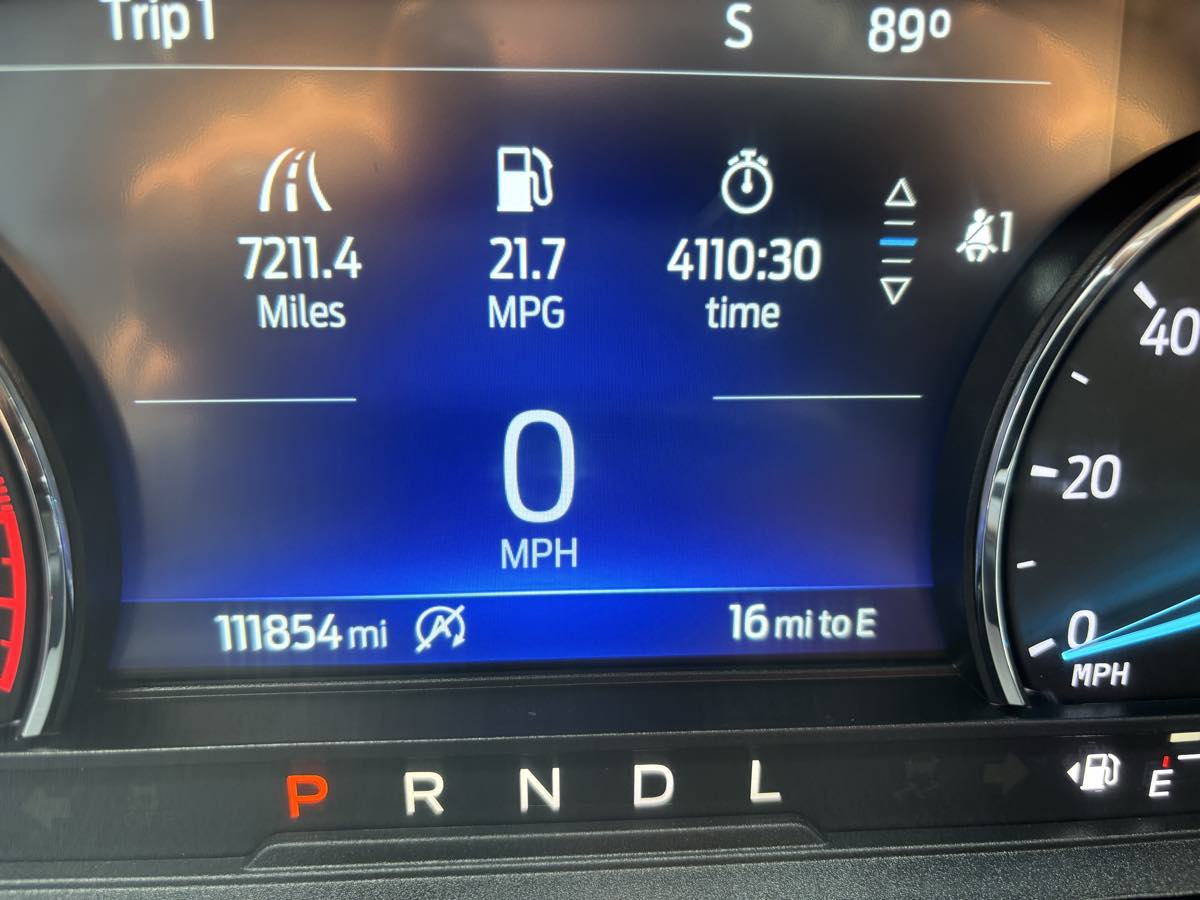 Trip 1 S 89°
7211.4 21.7 4110:30 1
Miles MPG time
0
MPH
111854 mi A 16 mi to E
40
20
0
MPH
P R N D L
E